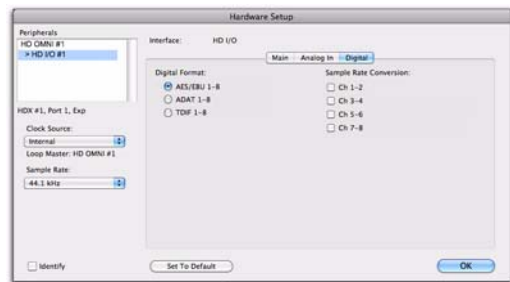 Hardware Setup
Peripherals
HD OMNI #1
> HD I/O #1
HDX #1, Port 1, Exp
Clock Source:
Internal
Loop Master: HD OMNI #1
Sample Rate:
44.1 kHz
Identify
Interface: HD I/O
Main Analog In Digital
Digital Format:
AES/EBU 1-8
ADAT 1-8
TDIF 1-8
Sample Rate Conversion:
Ch 1-2
Ch 3-4
Ch 5-6
Ch 7-8
Set To Default
OK